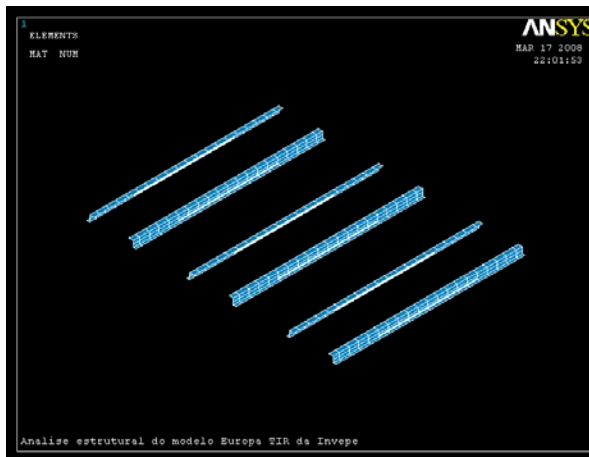 1
ELEMENTS
MAT NUM
ANSYS
MAR 17 2008
22:01:53
Analise estrutural do modelo Europa TIR da Invepe